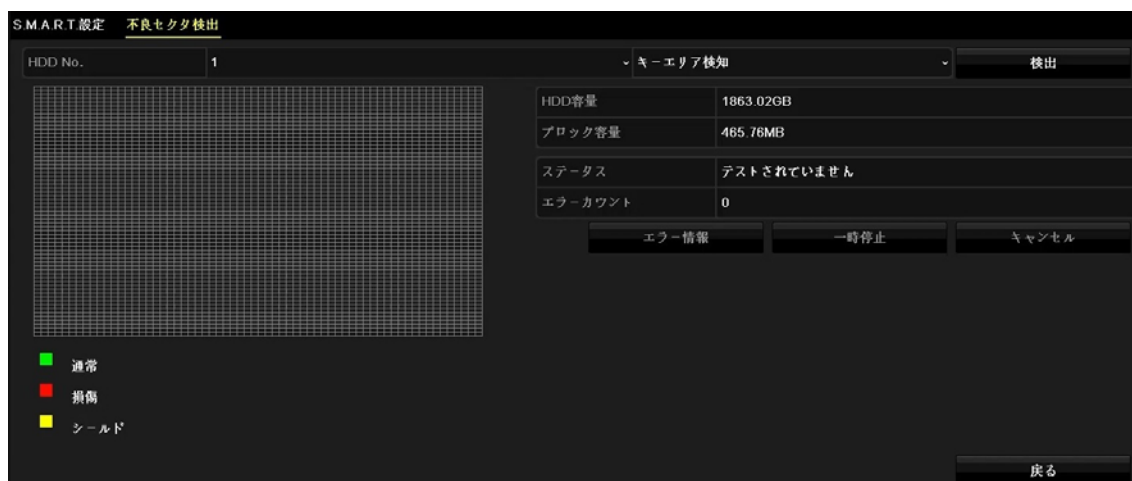 S.M.A.R.T.設定 不良セクタ検出
HDD No. 1 キーエリア検知 検出
HDD容量 1863.02GB
ブロック容量 465.76MB
ステータス テストされていません
エラーカウント 0
エラー情報 一時停止 キャンセル
通常
損傷
シールド
戻る